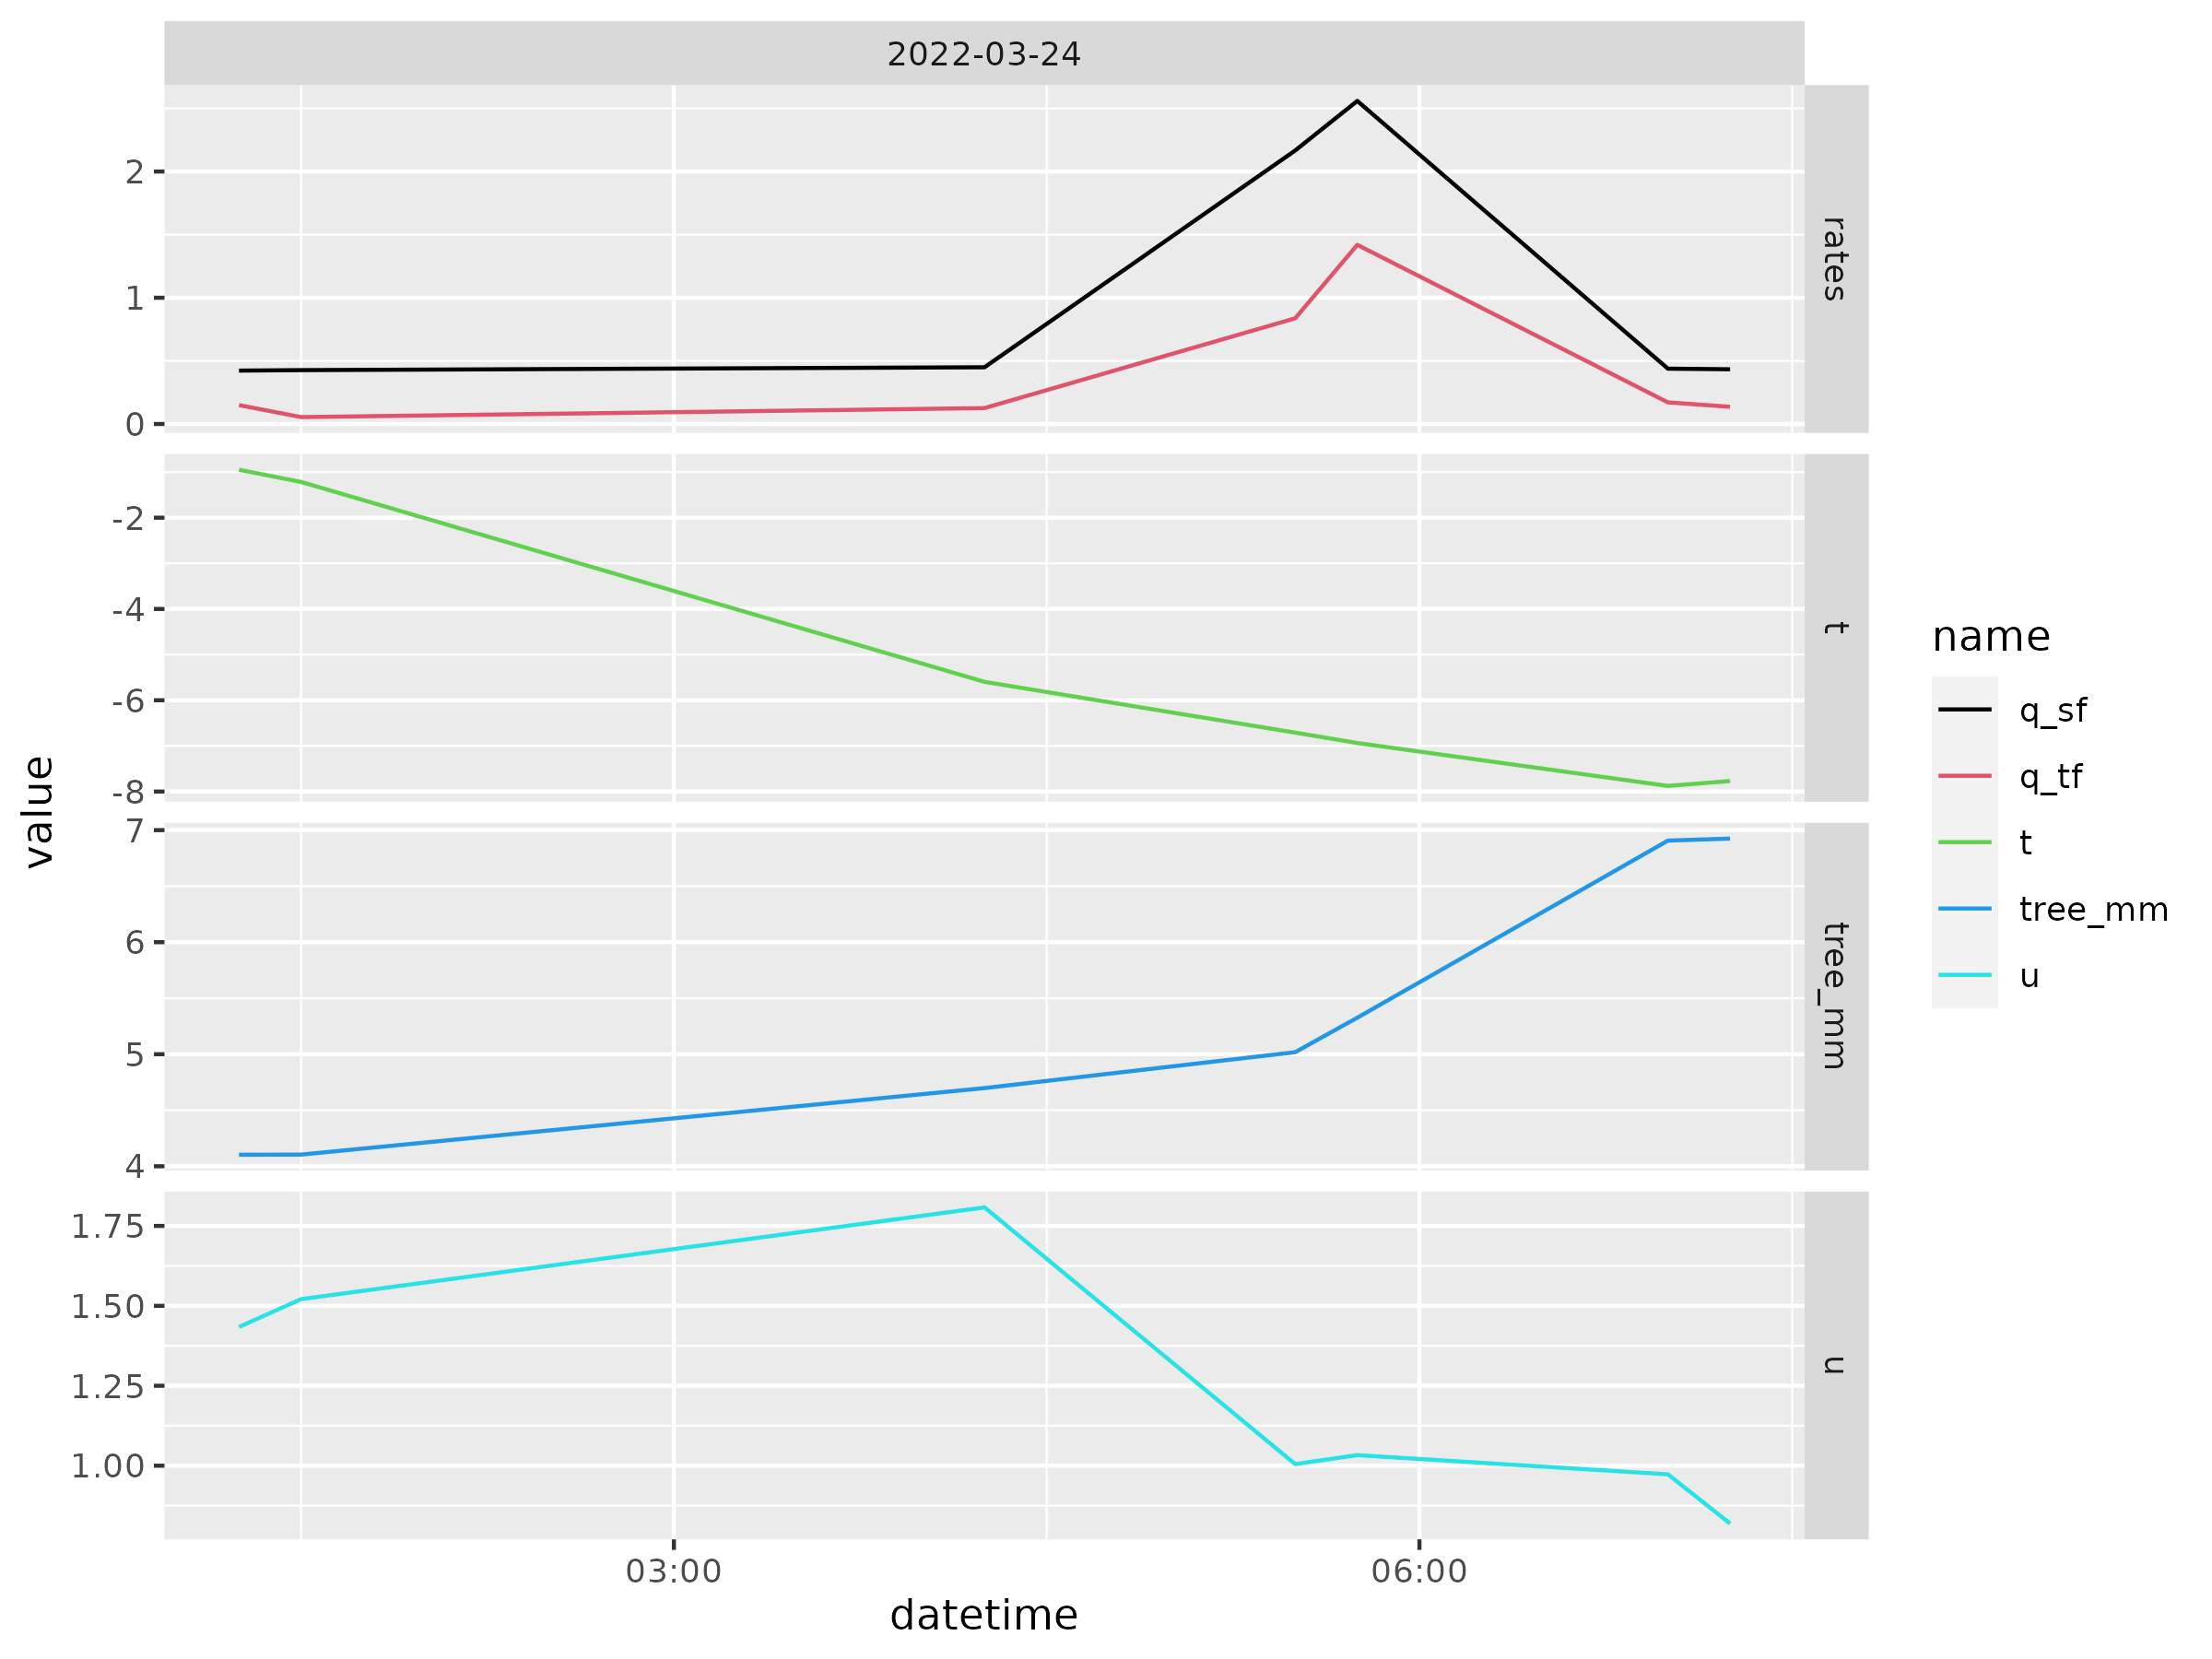 2022-03-24
2
1
0
rates
-2
-4
-6
-8
t
7
6
5
4
tree_mm
1.75
1.50
1.25
1.00
u
03:00
06:00
datetime
value
name
q_sf
q_tf
t
tree_mm
u